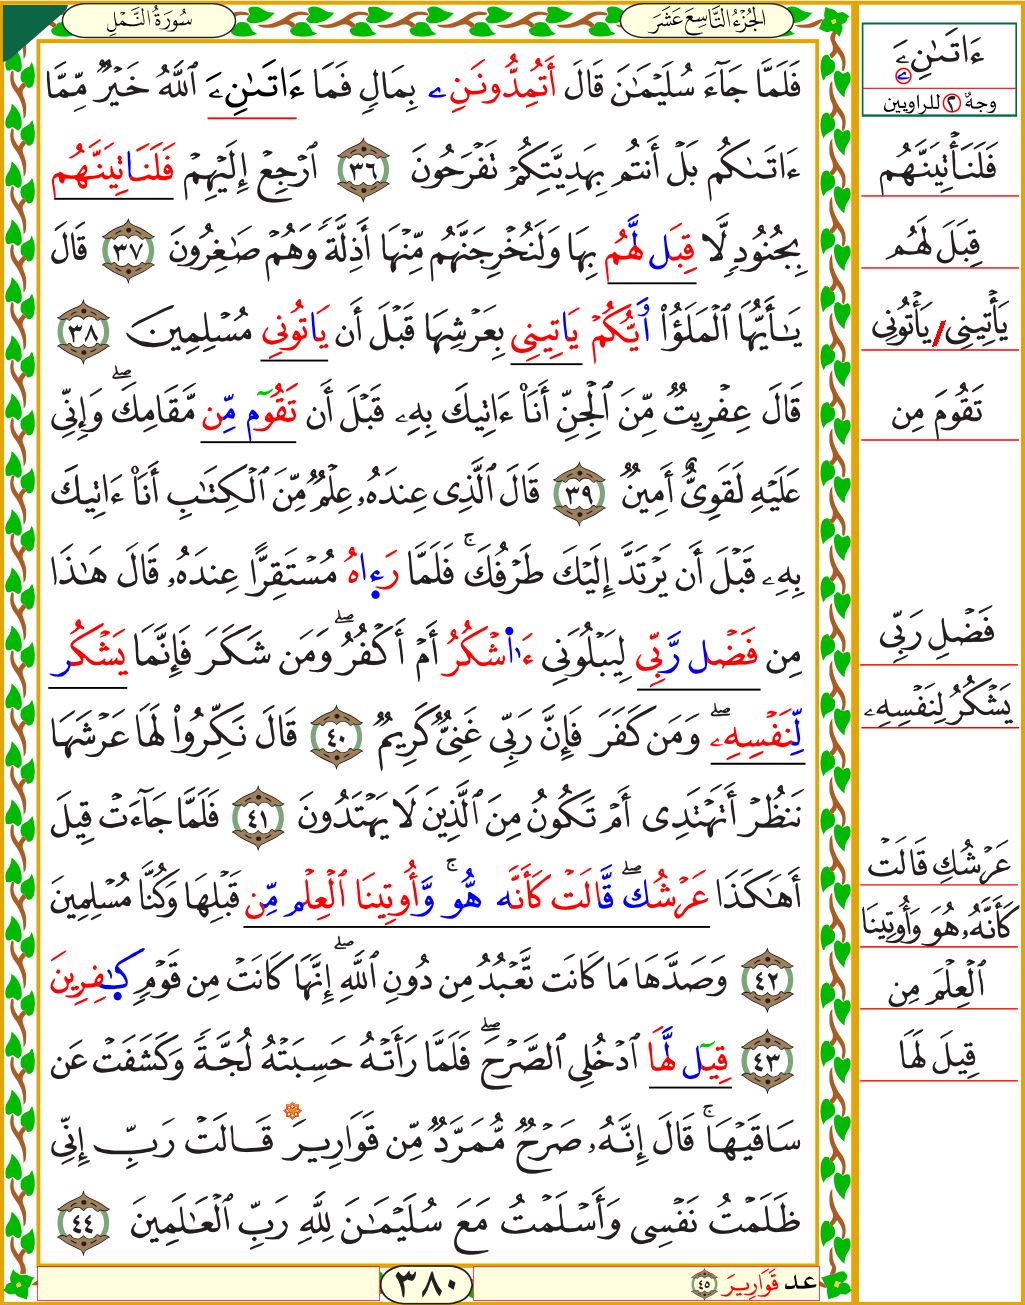 سُورَةُ النَّمۡلِ
الجُزْءُ التَّاسِعَ عَشَرَ
فَلَمَّا جَآءَ سُلَيۡمَٰنَ قَالَ أَتُمِدُّونَنِۦ بِمَالٖ فَمَآ ءَاتَىٰنِۦَ ٱللَّهُ خَيۡرٞ مِّمَّآ
ءَاتَىٰكُم بَلۡ أَنتُم بِهَدِيَّتِكُمۡ تَفۡرَحُونَ ٣٦ ٱرۡجِعۡ إِلَيۡهِمۡ فَلَنَاتِيَنَّهُم
بِجُنُودٖ لَّا قِبَل لَّهُم بِهَا وَلَنُخۡرِجَنَّهُم مِّنۡهَآ أَذِلَّةٗ وَهُمۡ صَٰغِرُونَ ٣٧ قَالَ
يَٰٓأَيُّهَا ٱلۡمَلَؤُاْ أَيُّكُمۡ يَاتِينِي بِعَرۡشِهَا قَبۡلَ أَن يَاتُونِي مُسۡلِمِينَ ٣٨
قَالَ عِفۡرِيتٞ مِّنَ ٱلۡجِنِّ أَنَا۠ ءَاتِيكَ بِهِۦ قَبۡلَ أَن تَقُوٓم مِّن مَّقَامِكَۖ وَإِنِّي
عَلَيۡهِ لَقَوِيٌّ أَمِينٞ ٣٩ قَالَ ٱلَّذِي عِندَهُۥ عِلۡمٞ مِّنَ ٱلۡكِتَٰبِ أَنَا۠ ءَاتِيكَ
بِهِۦ قَبۡلَ أَن يَرۡتَدَّ إِلَيۡكَ طَرۡفُكَۚ فَلَمَّا رَءِاهُ مُسۡتَقِرًّا عِندَهُۥ قَالَ هَٰذَا
مِن فَضۡل رَّبِّي لِيَبۡلُوَنِي ءَا۬شۡكُرُ أَمۡ أَكۡفُرُۖ وَمَن شَكَرَ فَإِنَّمَا يَشۡكُر
لِّنَفۡسِهِۦۖ وَمَن كَفَرَ فَإِنَّ رَبِّي غَنِيّٞ كَرِيمٞ ٤٠ قَالَ نَكِّرُواْ لَهَا عَرۡشَهَا
نَنظُرۡ أَتَهۡتَدِيٓ أَمۡ تَكُونُ مِنَ ٱلَّذِينَ لَا يَهۡتَدُونَ ٤١ فَلَمَّا جَآءَتۡ قِيلَ
أَهَٰكَذَا عَرۡشُكۖ قَّالَتۡ كَأَنَّه هُّوۚ وَّأُوتِينَا ٱلۡعِلۡم مِّن قَبۡلِهَا وَكُنَّا مُسۡلِمِينَ
٤٢ وَصَدَّهَا مَا كَانَت تَّعۡبُدُ مِن دُونِ ٱللَّهِۖ إِنَّهَا كَانَتۡ مِن قَوۡمٖ كَٰفِرِينَ
٤٣ قِيٓل لَّهَا ٱدۡخُلِي ٱلصَّرۡحَۖ فَلَمَّا رَأَتۡهُ حَسِبَتۡهُ لُجَّةٗ وَكَشَفَتۡ عَن
سَاقَيۡهَاۚ قَالَ إِنَّهُۥ صَرۡحٞ مُّمَرَّدٞ مِّن قَوَارِيرَ قَالَتۡ رَبِّ إِنِّي
ظَلَمۡتُ نَفۡسِي وَأَسۡلَمۡتُ مَعَ سُلَيۡمَٰنَ لِلَّهِ رَبِّ ٱلۡعَٰلَمِينَ ٤٤
٣٨٠
عد قَوَارِيرَ ٤٥
ءَاتَىٰنِۦَ
وجهٌ ٢ للراويين
فَلَنَأۡتِيَنَّهُم
قِبَلَ لَهُم
يَأۡتِينِي/يَأۡتُونِي
تَقُومَ مِن
فَضۡلِ رَبِّي
يَشۡكُرُ لِنَفۡسِهِۦ
عَرۡشُكِ قَالَتۡ
كَأَنَّهُۥ هُوَ وَأُوتِينَا
ٱلۡعِلۡمَ مِن
قِيلَ لَهَا